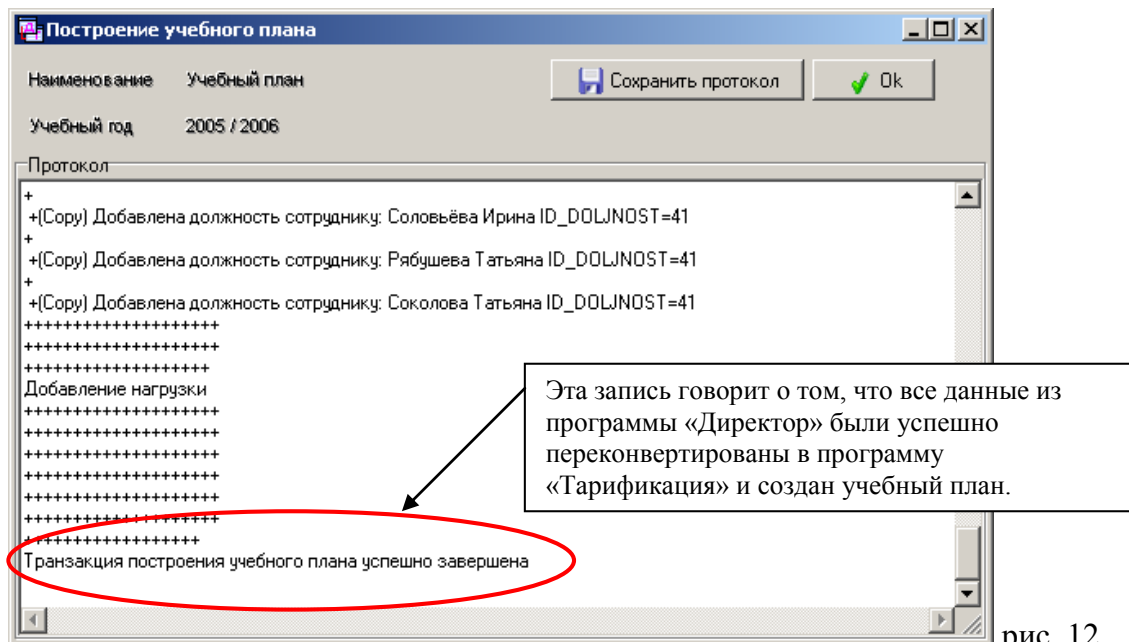 Построение учебного плана
Наименование Учебный план Сохранить протокол Ok
Учебный год 2005 / 2006
Протокол
+
+(Copy) Добавлена должность сотруднику: Соловьёва Ирина ID_DOLJNOST=41
+
+(Copy) Добавлена должность сотруднику: Рябушева Татьяна ID_DOLJNOST=41
+
+(Copy) Добавлена должность сотруднику: Соколова Татьяна ID_DOLJNOST=41
++++++++++++++++++++
++++++++++++++++++++
+++++++++++++++++++
Добавление нагрузки
++++++++++++++++++++
++++++++++++++++++++
++++++++++++++++++++
++++++++++++++++++++
++++++++++++++++++++
++++++++++++++++++++
++++++++++++++++++
Транзакция построения учебного плана успешно завершена
Эта запись говорит о том, что все данные из
программы «Директор» были успешно
переконвертированы в программу
«Тарификация» и создан учебный план.
рис. 12